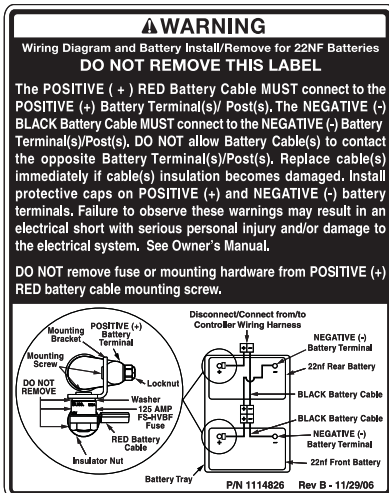 ⚠WARNING
Wiring Diagram and Battery Install/Remove for 22NF Batteries
DO NOT REMOVE THIS LABEL
The POSITIVE ( + ) RED Battery Cable MUST connect to the
POSITIVE (+) Battery Terminal(s)/ Post(s). The NEGATIVE (-)
BLACK Battery Cable MUST connect to the NEGATIVE (-) Battery
Terminal(s)/Post(s). DO NOT allow Battery Cable(s) to contact
the opposite Battery Terminal(s)/Post(s). Replace cable(s)
immediately if cable(s) insulation becomes damaged. Install
protective caps on POSITIVE (+) and NEGATIVE (-) battery
terminals. Failure to observe these warnings may result in an
electrical short with serious personal injury and/or damage to
the electrical system. See Owner's Manual.
DO NOT remove fuse or mounting hardware from POSITIVE (+)
RED battery cable mounting screw.
Mounting
Bracket
POSITIVE (+)
Battery
Terminal
Mounting
Screw
DO NOT
REMOVE
Locknut
Washer
125 AMP
FS-HVBF
Fuse
RED Battery
Cable
Insulator Nut
Disconnect/Connect from/to
Controller Wiring Harness
NEGATIVE (-)
Battery Terminal
22nf Rear Battery
BLACK Battery Cable
BLACK Battery Cable
NEGATIVE (-)
Battery Terminal
22nf Front Battery
Battery Tray
P/N 1114826 Rev B - 11/29/06